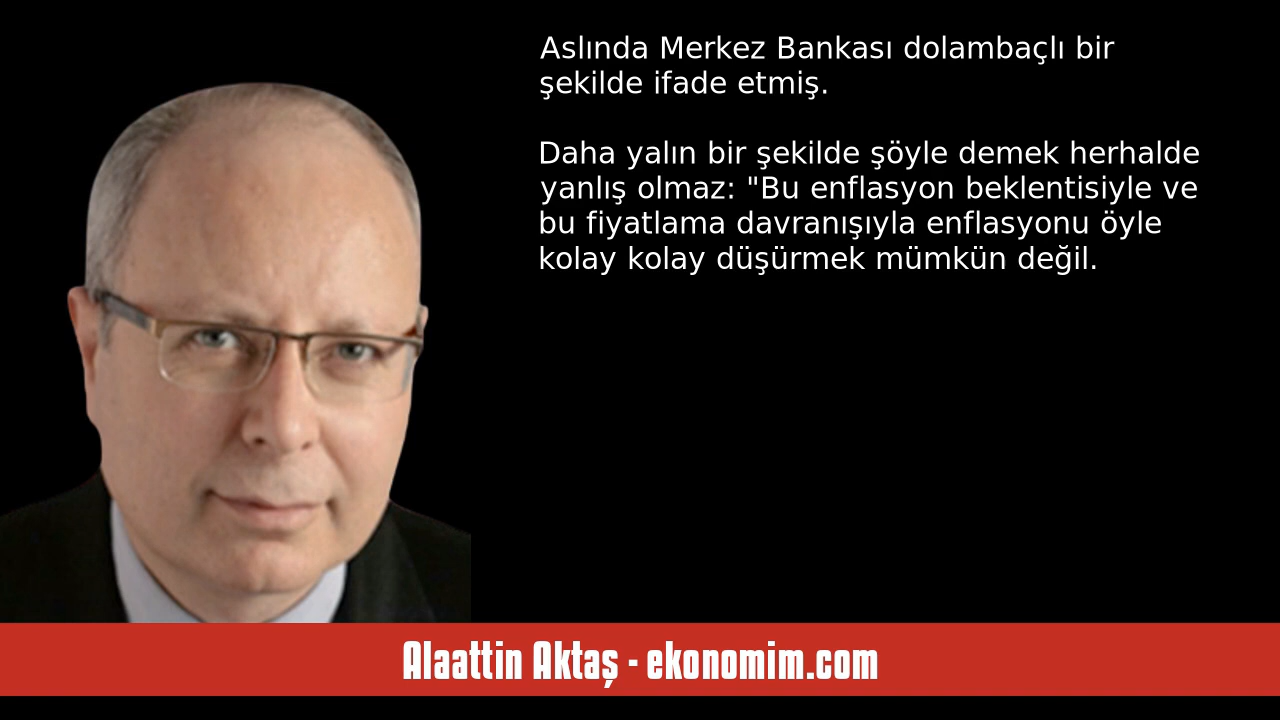 Aslında Merkez Bankası dolambaçlı bir
şekilde ifade etmiş.
Daha yalın bir şekilde şöyle demek herhalde
yanlış olmaz: "Bu enflasyon beklentisiyle ve
bu fiyatlama davranışıyla enflasyonu öyle
kolay kolay düşürmek mümkün değil.
Alaattin Aktaş - ekonomim.com